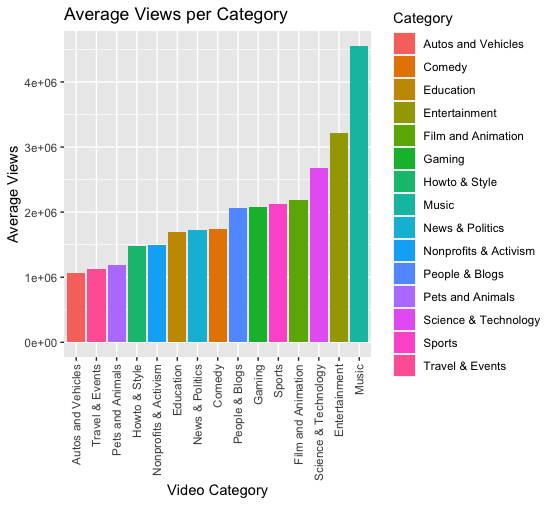 Average Views per Category
Average Views
4e+06
3e+06
2e+06
1e+06
0e+00
Autos and Vehicles
Travel & Events
Pets and Animals
Howto & Style
Nonprofits & Activism
Education
News & Politics
Comedy
People & Blogs
Gaming
Sports
Film and Animation
Science & Technology
Entertainment
Music
Video Category
Category
Autos and Vehicles
Comedy
Education
Entertainment
Film and Animation
Gaming
Howto & Style
Music
News & Politics
Nonprofits & Activism
People & Blogs
Pets and Animals
Science & Technology
Sports
Travel & Events